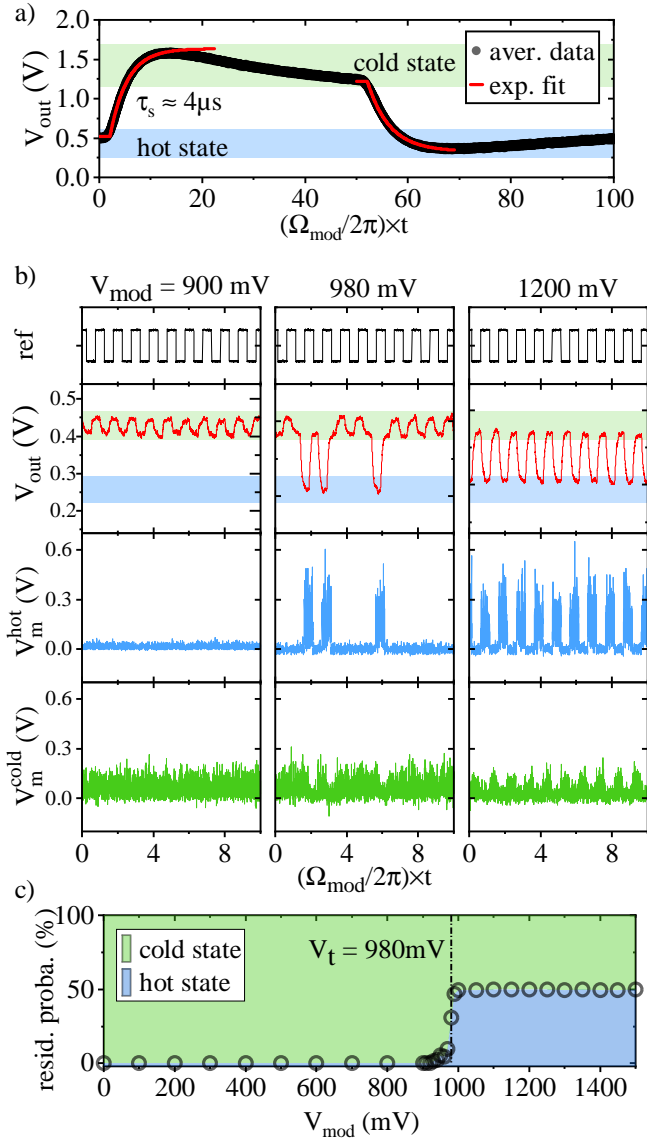 a)
V_out (V)
2.0
1.5
1.0
0.5
0.0
cold state
aver. data
exp. fit
τ_s ≈ 4μs
hot state
0 20 40 60 80 100
(Ω_mod/2π)×t
b)
V_mod = 900 mV 980 mV 1200 mV
ref
V_out (V)
0.5
0.4
0.3
0.2
V_m^hot (V)
0.6
0.3
0.0
V_m^cold (V)
0.6
0.3
0.0
0 4 8 0 4 8 0 4 8
(Ω_mod/2π)×t
c)
resid. proba. (%)
100
50
0
cold state
hot state
V_t = 980mV
0 200 400 600 800 1000 1200 1400
V_mod (mV)